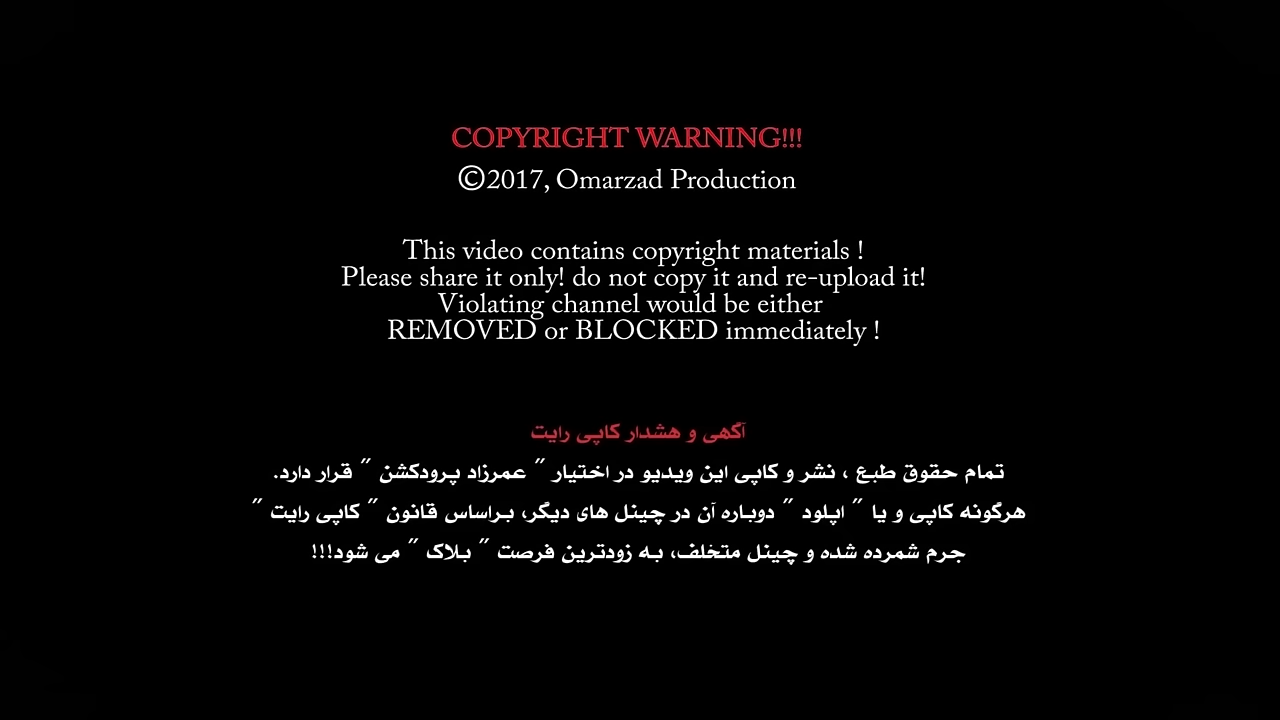 COPYRIGHT WARNING!!!
©2017, Omarzad Production
This video contains copyright materials !
Please share it only! do not copy it and re-upload it!
Violating channel would be either
REMOVED or BLOCKED immediately !
آگهی و هشدار کاپی رایت
تمام حقوق طبع ، نشر و کاپی این ویدیو در اختیار " عمرزاد پرودکشن " قرار دارد.
هرگونه کاپی و یا " اپلود " دوباره آن در چینل های دیگر، براساس قانون " کاپی رایت "
جرم شمرده شده و چینل متخلف، به زودترین فرصت " بلاک " می شود!!!